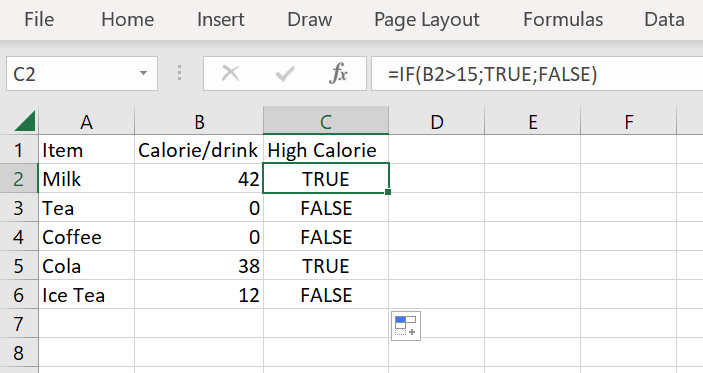 File Home Insert Draw Page Layout Formulas Data
C2 fx =IF(B2>15;TRUE;FALSE)
A B C D E F
1 Item Calorie/drink High Calorie
2 Milk 42 TRUE
3 Tea 0 FALSE
4 Coffee 0 FALSE
5 Cola 38 TRUE
6 Ice Tea 12 FALSE
7
8